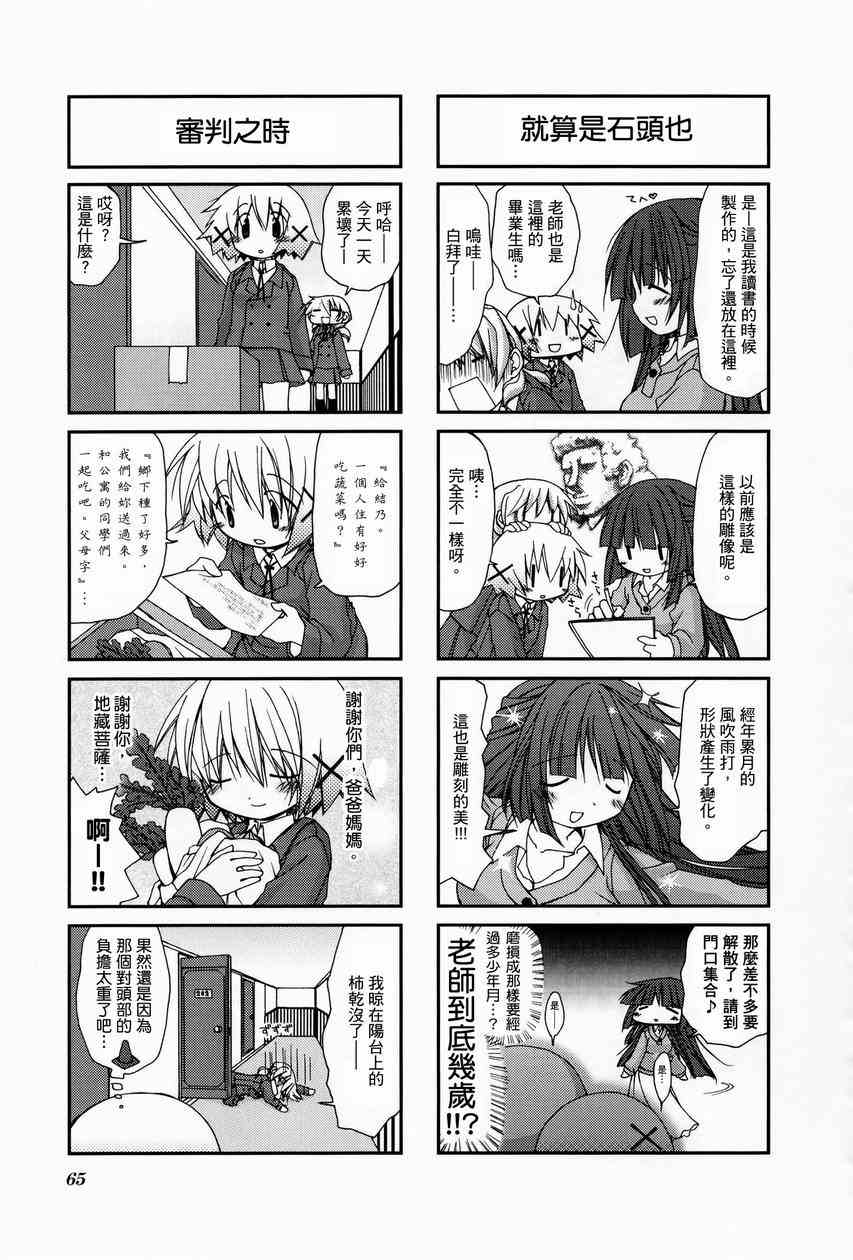 就算是石頭也
是—這是我讀書的時候
製作的，忘了還放在這裡。
てへ♡
老師也是
這裡的
畢業生嗎…
嗚哇——
白拜了———
以前應該是
這樣的雕像呢。
咦…
完全不一樣呀。
經年累月的
風吹雨打，
形狀產生了變化。
這也是雕刻的美!!!
那麼差不多要
解散了，請到
門口集合♪
是…
是…
磨損成那樣要經
過多少年月…?
老師到底幾歲!!?
審判之時
呼哈——
今天一天
累壞了—
哎呀?
這是什麼?
『給結乃。
一個人住有好好
吃蔬菜嗎?』
『鄉下種了好多，
我們給妳送過來。
和公寓的同學們
一起吃吧。父母字』…
謝謝你們，爸爸媽媽。
謝謝你，
地藏菩薩…
啊—!!
我晾在陽台上的
柿乾沒了——
ずずず
果然還是因為
那個對頭部的
負擔太重了吧…
65